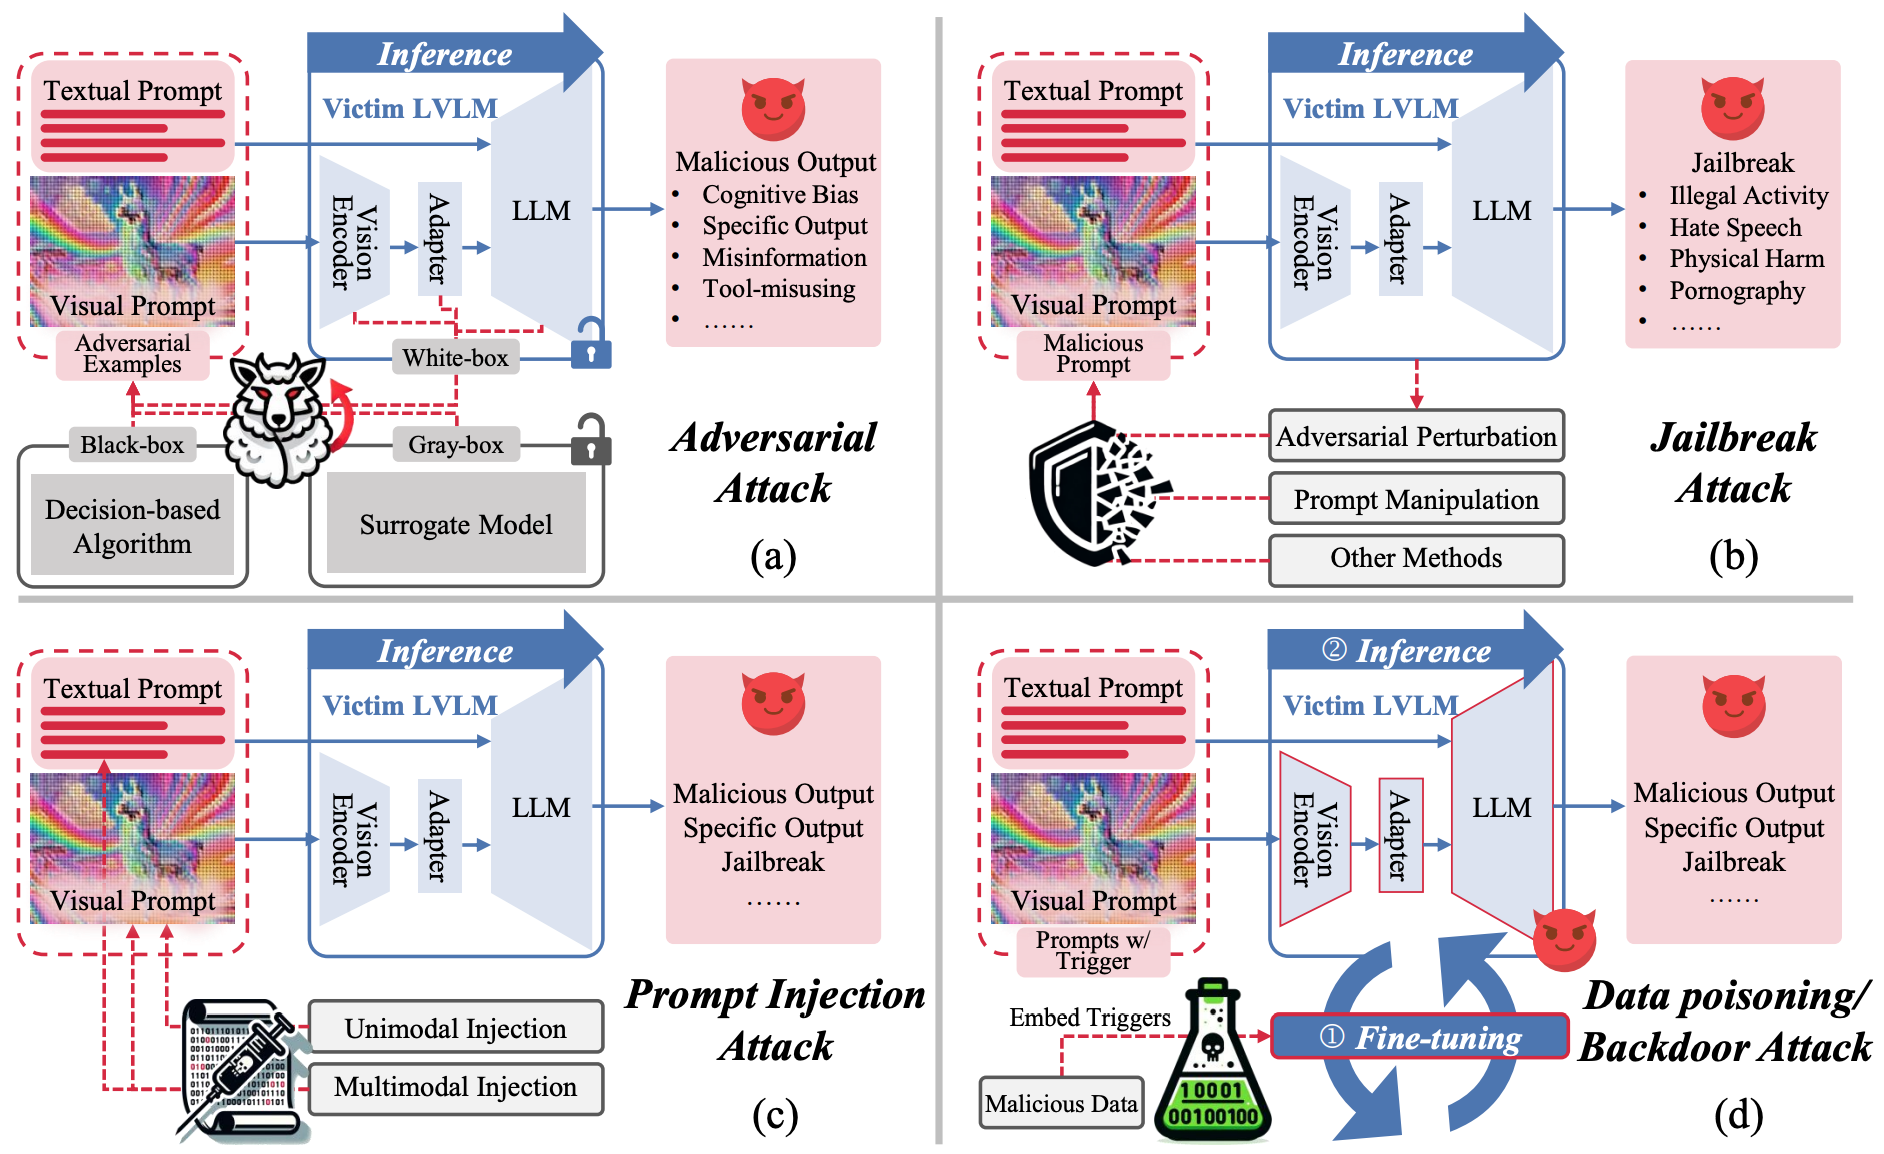 Inference
Textual Prompt
Victim LVLM
Vision
Encoder
Adapter
LLM
Visual Prompt
Adversarial
Examples
White-box
Black-box
Gray-box
Decision-based
Algorithm
Surrogate Model
Malicious Output
• Cognitive Bias
• Specific Output
• Misinformation
• Tool-misusing
• ......
Adversarial
Attack
(a)
Inference
Textual Prompt
Victim LVLM
Vision
Encoder
Adapter
LLM
Visual Prompt
Malicious
Prompt
Jailbreak
• Illegal Activity
• Hate Speech
• Physical Harm
• Pornography
• ......
Adversarial Perturbation
Prompt Manipulation
Other Methods
Jailbreak
Attack
(b)
Inference
Textual Prompt
Victim LVLM
Vision
Encoder
Adapter
LLM
Visual Prompt
Malicious Output
Specific Output
Jailbreak
......
Unimodal Injection
Multimodal Injection
Prompt Injection
Attack
(c)
② Inference
Textual Prompt
Victim LVLM
Vision
Encoder
Adapter
LLM
Visual Prompt
Prompts w/
Trigger
Malicious Output
Specific Output
Jailbreak
......
Embed Triggers
① Fine-tuning
Malicious Data
1 0001
00100100
Data poisoning/
Backdoor Attack
(d)